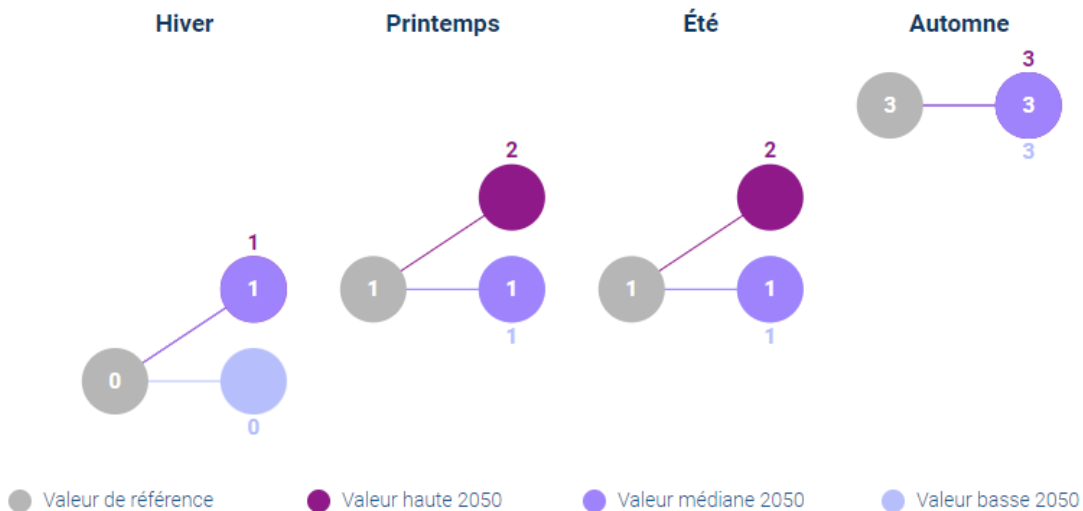 Hiver
Printemps
Été
Automne
3
3
3
3
2
2
1
1
1
1
1
1
1
1
0
0
Valeur de référence
Valeur haute 2050
Valeur médiane 2050
Valeur basse 2050